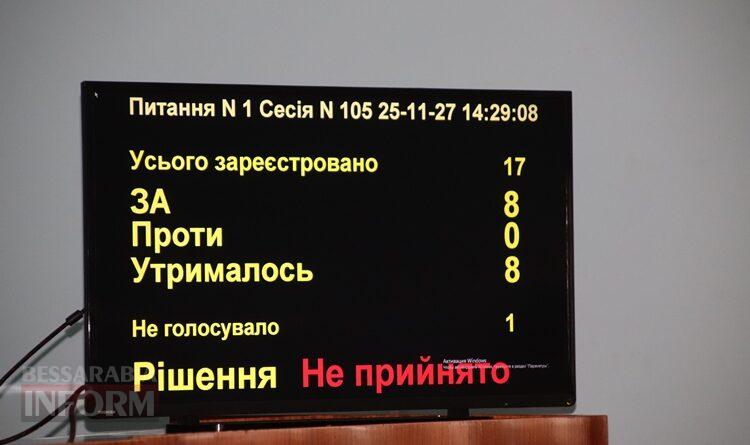 Питання N 1 Сесія N 105 25-11-27 14:29:08
Усього зареєстровано 17
ЗА 8
Проти 0
Утрималось 8
Не голосувало 1
Активация Windows
Рішення Не прийнято
BESSARABIA
INFORM